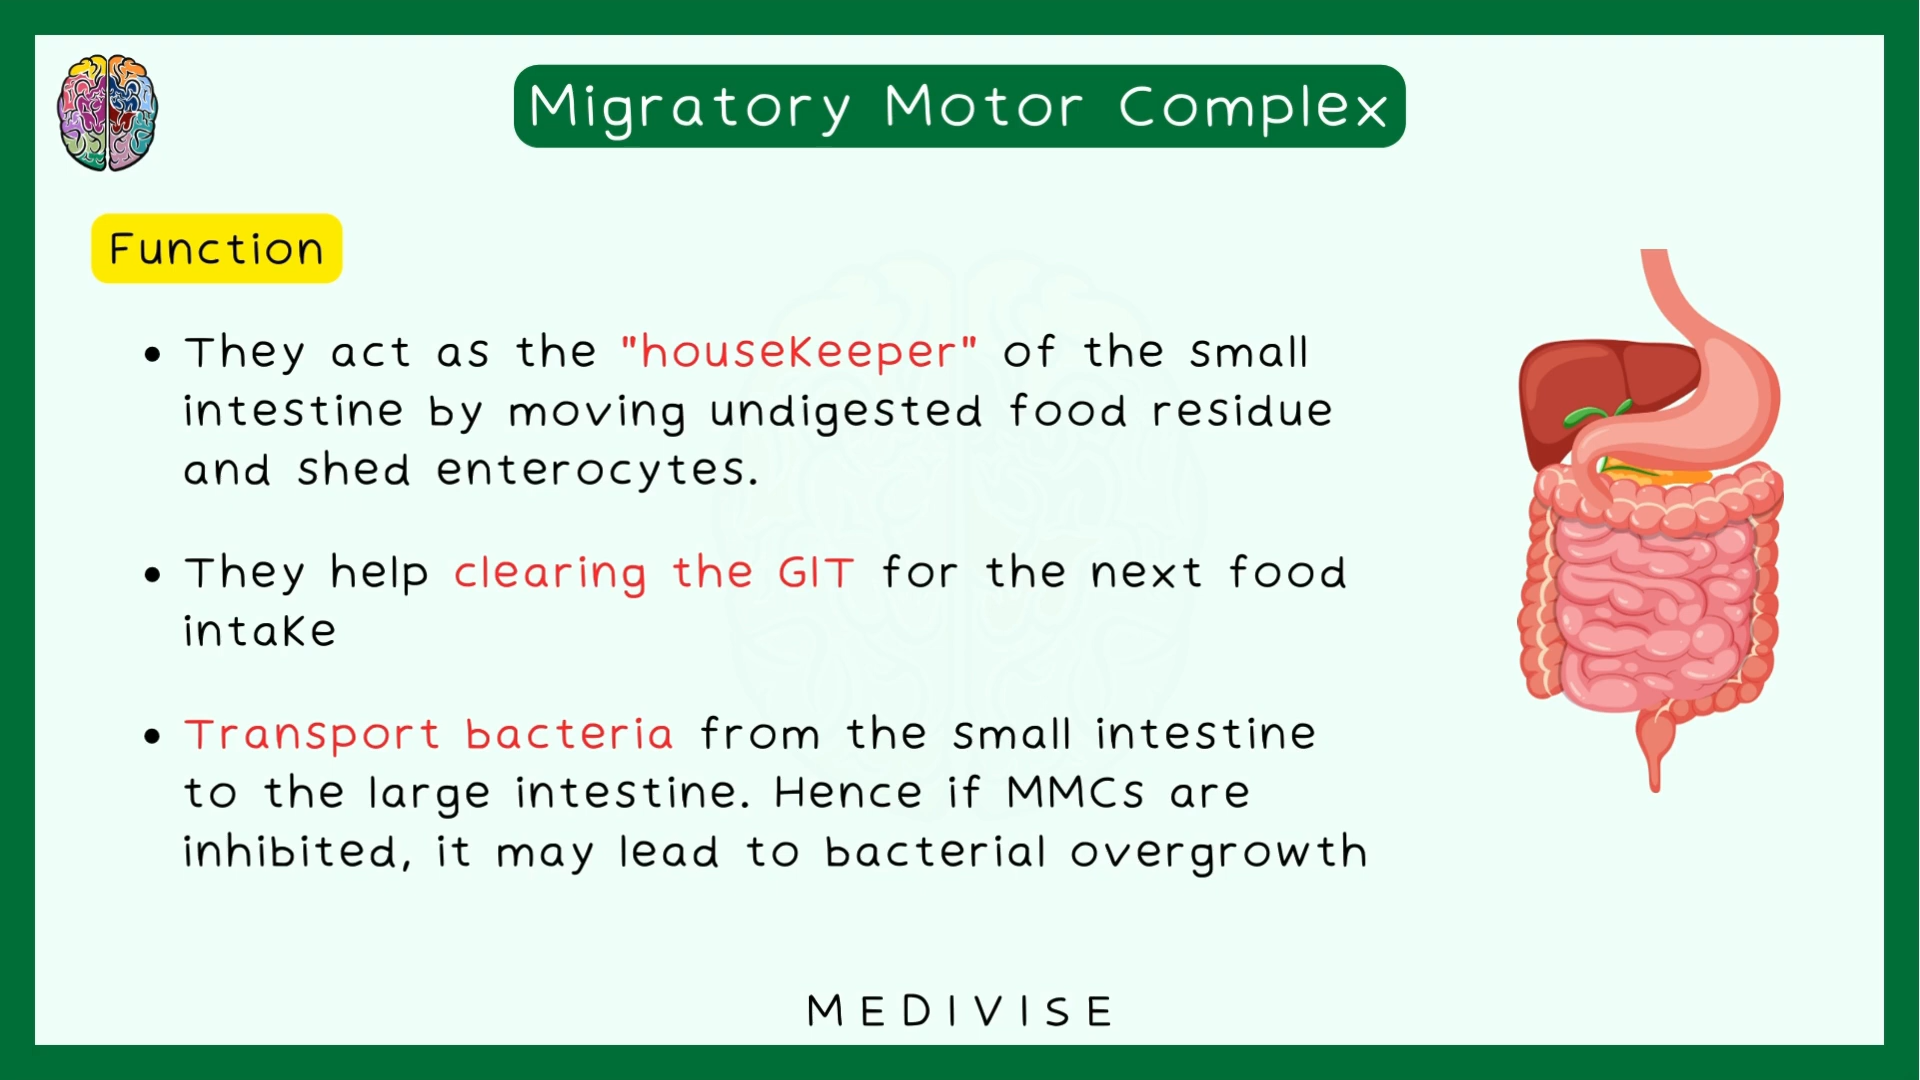 Migratory Motor Complex
Function
• They act as the "houseKeeper" of the small
intestine by moving undigested food residue
and shed enterocytes.
• They help clearing the GIT for the next food
intaKe
• Transport bacteria from the small intestine
to the large intestine. Hence if MMCs are
inhibited, it may lead to bacterial overgrowth
MEDIVISE